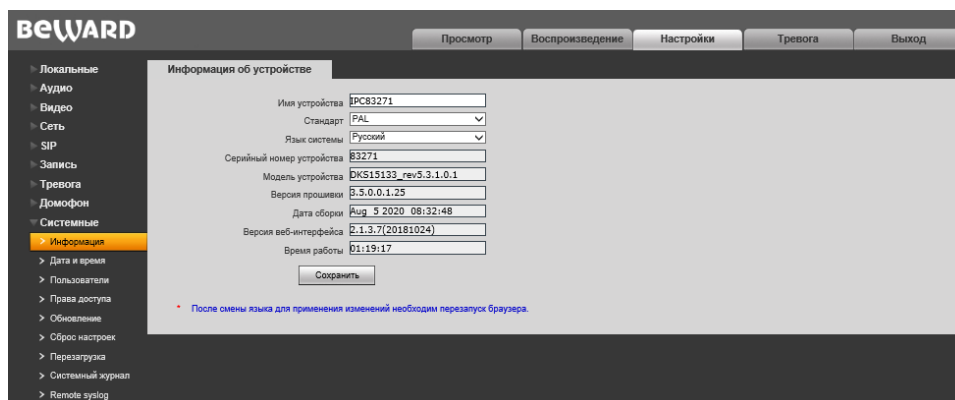 BEWARD
Просмотр
Воспроизведение
Настройки
Тревога
Выход
Локальные
Аудио
Видео
Сеть
SIP
Запись
Тревога
Домофон
Системные
Информация
Дата и время
Пользователи
Права доступа
Обновление
Сброс настроек
Перезагрузка
Системный журнал
Remote syslog
Информация об устройстве
Имя устройства IPC83271
Стандарт PAL
Язык системы Русский
Серийный номер устройства 83271
Модель устройства DKS15133_rev5.3.1.0.1
Версия прошивки 3.5.0.0.1.25
Дата сборки Aug 5 2020 08:32:48
Версия веб-интерфейса 2.1.3.7(20181024)
Время работы 01:19:17
Сохранить
* После смены языка для применения изменений необходим перезапуск браузера.